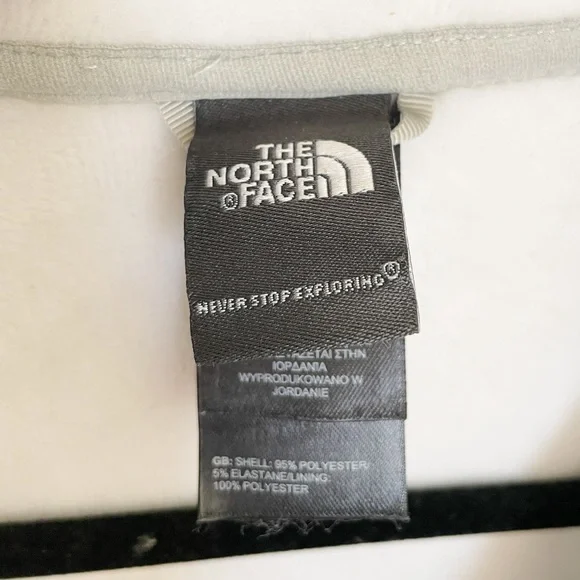 THE
NORTH
®FACE
NEVER STOP EXPLORING®
ΙΟΡΔΑΝΙΑ
WYPRODUKOWANO W
JORDANIE
GB: SHELL: 95% POLYESTER/
5% ELASTANE/LINING:
100% POLYESTER